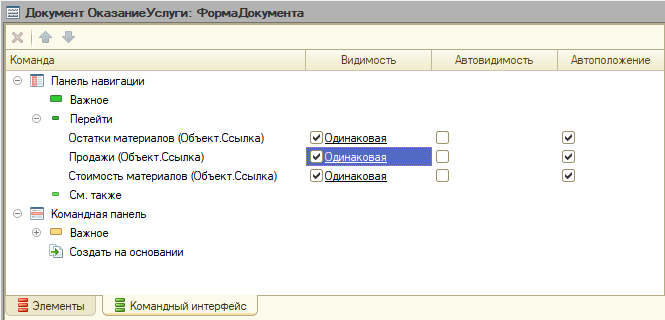 Документ ОказаниеУслуги: ФормаДокумента
Команда Видимость Автовидимость Автоположение
Панель навигации
Важное
Перейти
Остатки материалов (Объект.Ссылка) Одинаковая
Продажи (Объект.Ссылка) Одинаковая
Стоимость материалов (Объект.Ссылка) Одинаковая
См. также
Командная панель
Важное
Создать на основании
Элементы Командный интерфейс